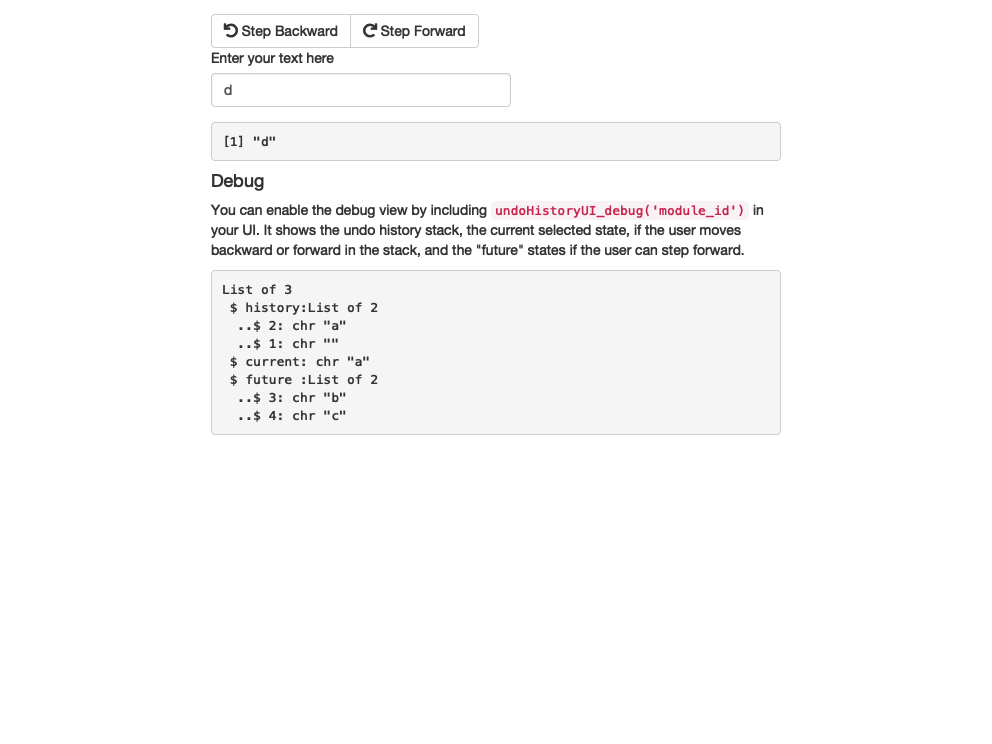 Step Backward Step Forward
Enter your text here
d
[1] "d"
Debug
You can enable the debug view by including undoHistoryUI_debug('module_id') in
your UI. It shows the undo history stack, the current selected state, if the user moves
backward or forward in the stack, and the "future" states if the user can step forward.
List of 3
 $ history:List of 2
  ..$ 2: chr "a"
  ..$ 1: chr ""
 $ current: chr "a"
 $ future :List of 2
  ..$ 3: chr "b"
  ..$ 4: chr "c"